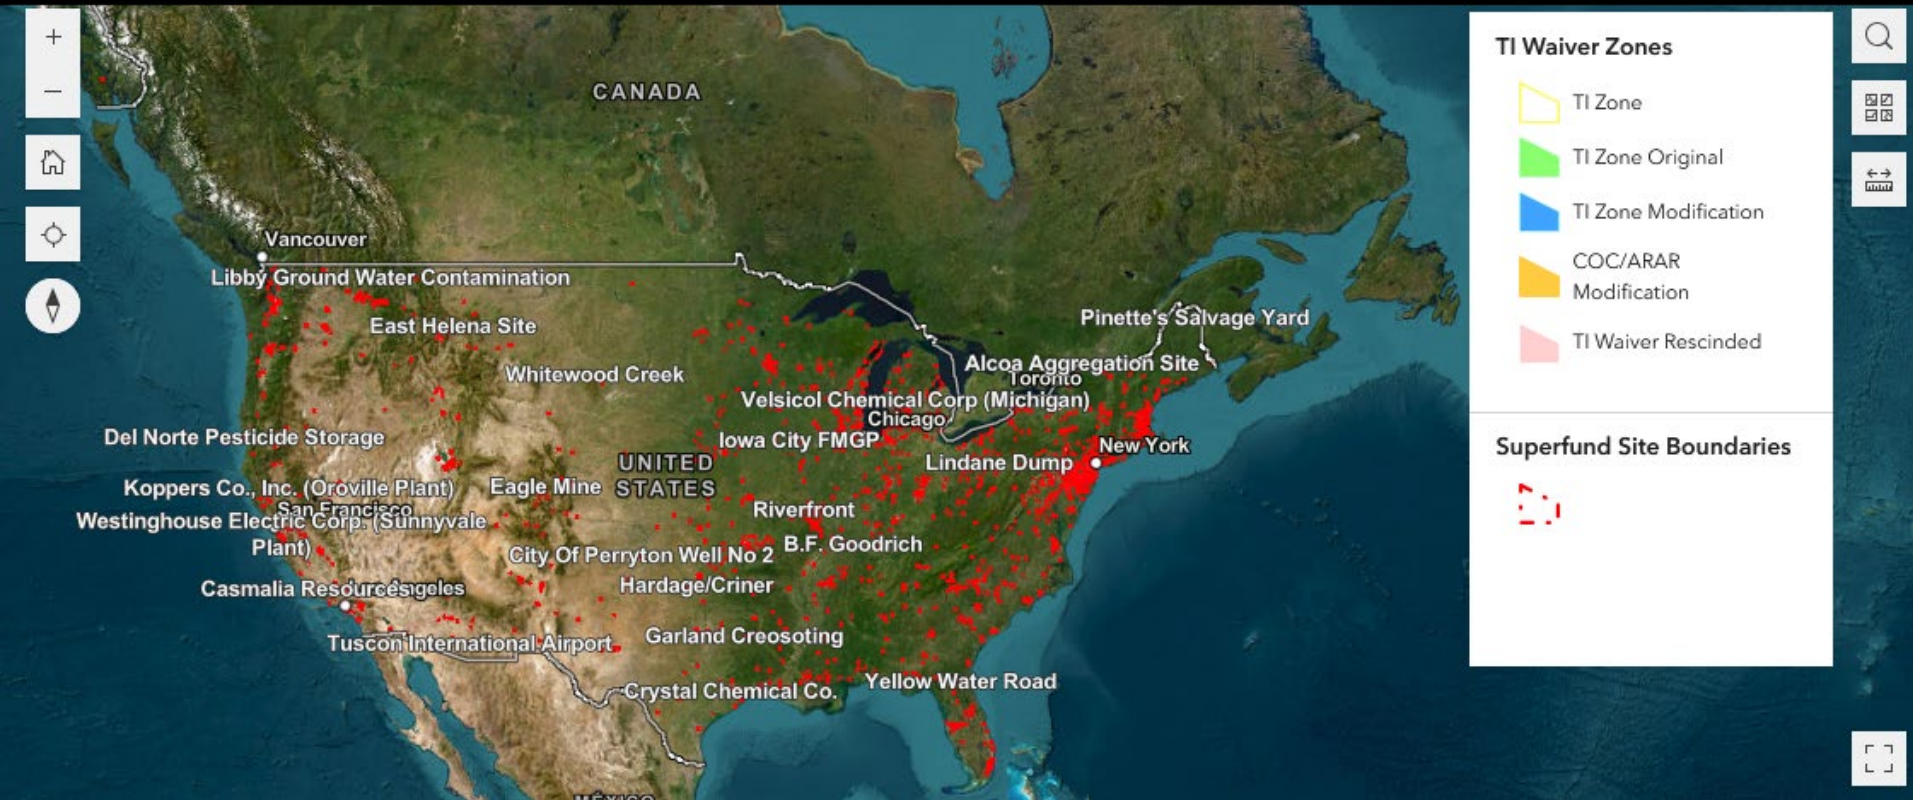 CANADA
Vancouver
Libby Ground Water Contamination
East Helena Site
Pinette's Salvage Yard
Alcoa Aggregation Site
Toronto
Whitewood Creek
Velsicol Chemical Corp (Michigan)
Chicago
Del Norte Pesticide Storage
Iowa City FMGP
New York
UNITED
STATES
Lindane Dump
Koppers Co., Inc. (Oroville Plant)
Eagle Mine
San Francisco
Riverfront
Westinghouse Electric Corp. (Sunnyvale
Plant)
City Of Perryton Well No 2
B.F. Goodrich
Casmalia Resources
Hardage/Criner
Tuscon International Airport
Garland Creosoting
Crystal Chemical Co.
Yellow Water Road
MÉXICO
TI Waiver Zones
TI Zone
TI Zone Original
TI Zone Modification
COC/ARAR
Modification
TI Waiver Rescinded
Superfund Site Boundaries